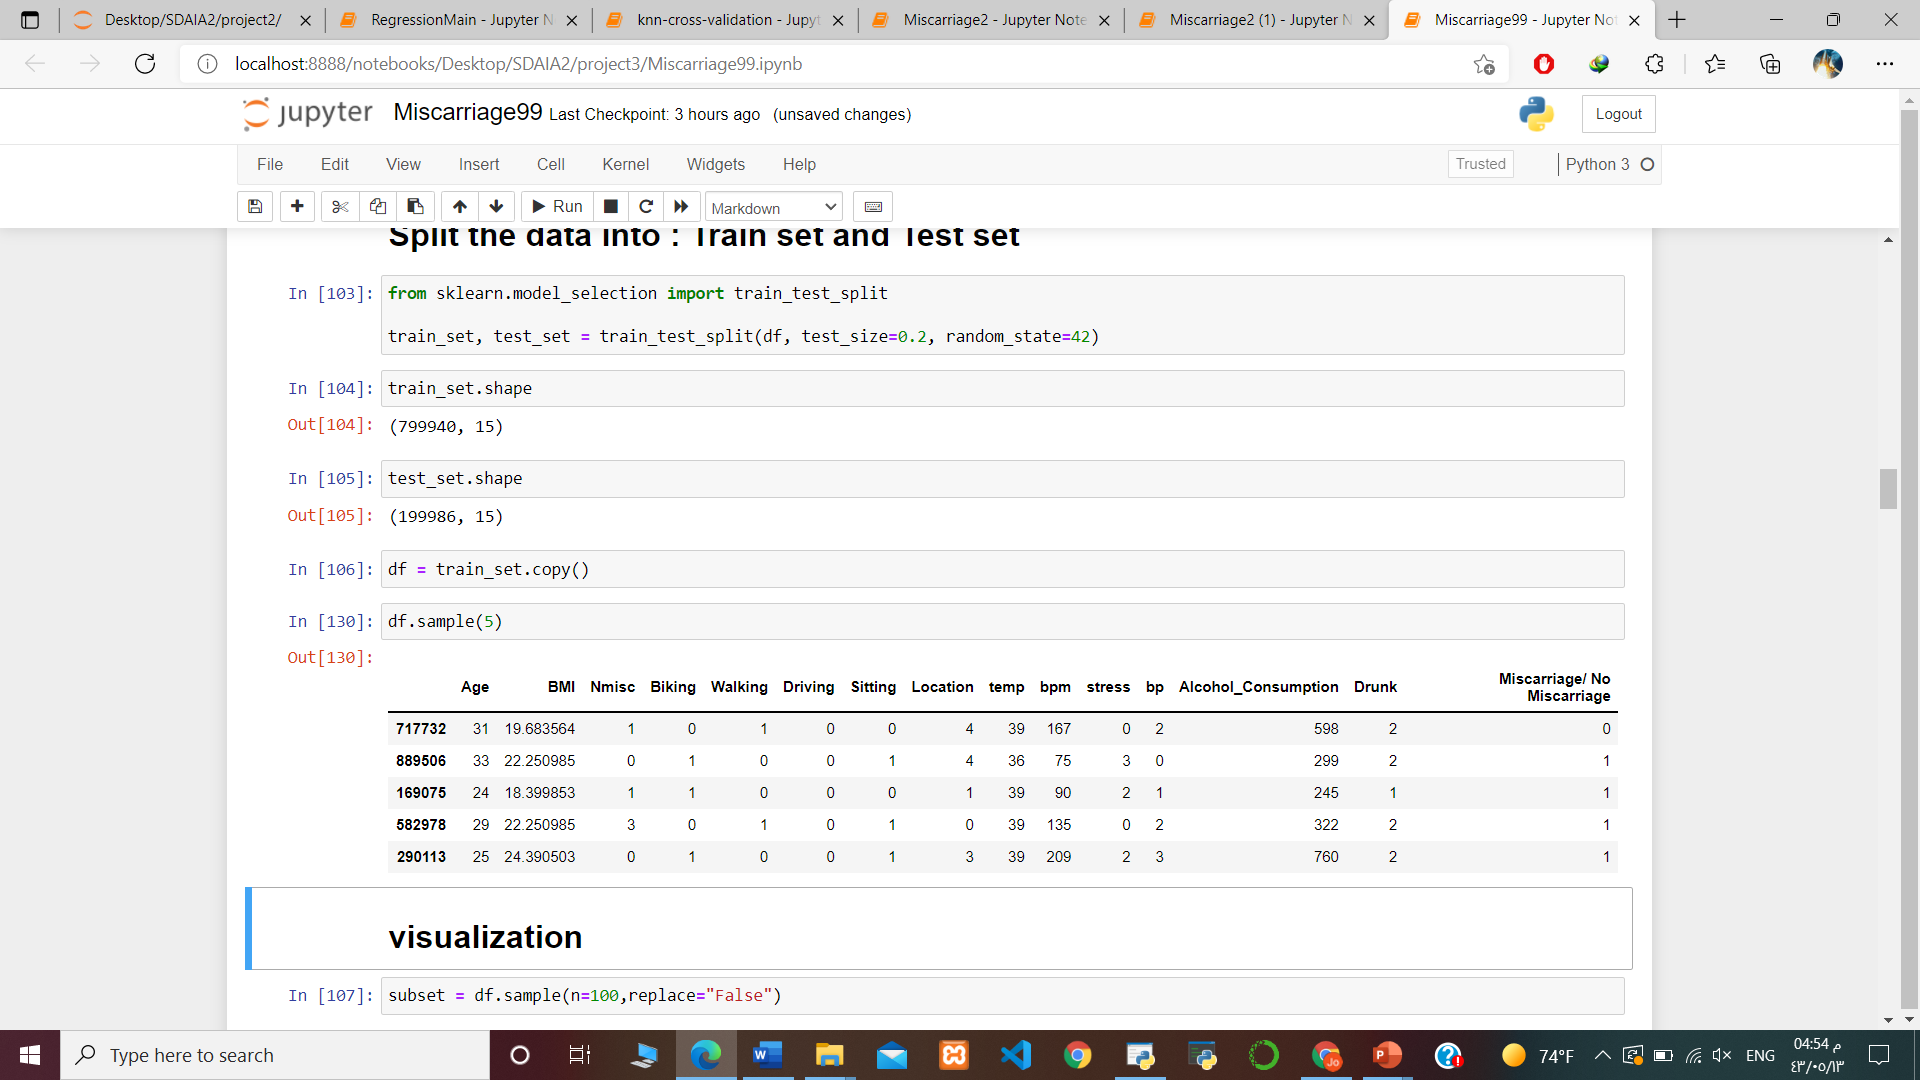 Desktop/SDAIA2/project2/
RegressionMain - Jupyter N
knn-cross-validation - Jupyt
Miscarriage2 - Jupyter Note
Miscarriage2 (1) - Jupyter N
Miscarriage99 - Jupyter Not
localhost:8888/notebooks/Desktop/SDAIA2/project3/Miscarriage99.ipynb
jupyter Miscarriage99 Last Checkpoint: 3 hours ago (unsaved changes)
Logout
File Edit View Insert Cell Kernel Widgets Help
Trusted
Python 3
Run
Markdown
Split the data into : Train set and Test set
In [103]: from sklearn.model_selection import train_test_split
train_set, test_set = train_test_split(df, test_size=0.2, random_state=42)
In [104]: train_set.shape
Out[104]: (799940, 15)
In [105]: test_set.shape
Out[105]: (199986, 15)
In [106]: df = train_set.copy()
In [130]: df.sample(5)
Out[130]:
Age BMI Nmisc Biking Walking Driving Sitting Location temp bpm stress bp Alcohol_Consumption Drunk Miscarriage/ No
Miscarriage
717732 31 19.683564 1 0 1 0 0 4 39 167 0 2 598 2 0
889506 33 22.250985 0 1 0 0 1 4 36 75 3 0 299 2 1
169075 24 18.399853 1 1 0 0 0 1 39 90 2 1 245 1 1
582978 29 22.250985 3 0 1 0 1 0 39 135 0 2 322 2 1
290113 25 24.390503 0 1 0 0 1 3 39 209 2 3 760 2 1
visualization
In [107]: subset = df.sample(n=100,replace="False")
Type here to search
74°F
ENG
04:54 م
٤٣/٠٥/١٣